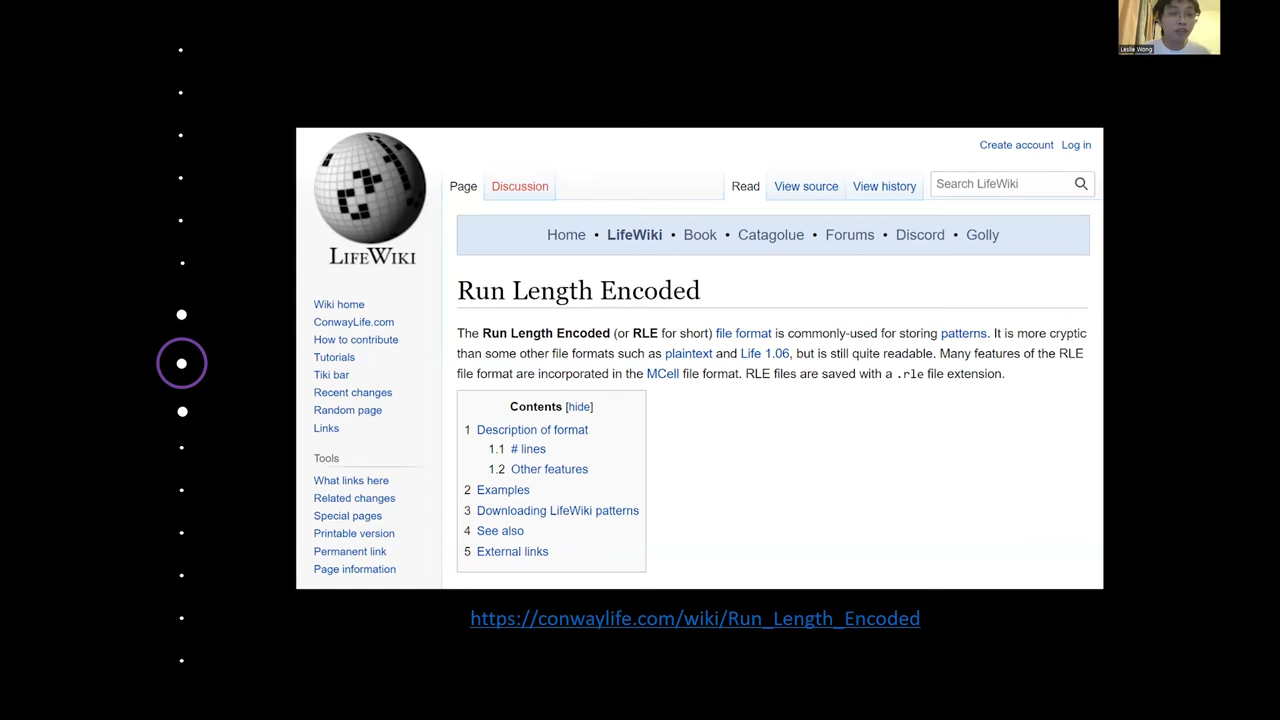 Leslie Wong
Create account Log in
Page Discussion Read View source View history Search LifeWiki
LIFEWIKI
Home • LifeWiki • Book • Catagolue • Forums • Discord • Golly
Run Length Encoded
The Run Length Encoded (or RLE for short) file format is commonly-used for storing patterns. It is more cryptic
than some other file formats such as plaintext and Life 1.06, but is still quite readable. Many features of the RLE
file format are incorporated in the MCell file format. RLE files are saved with a .rle file extension.
Wiki home
ConwayLife.com
How to contribute
Tutorials
Tiki bar
Recent changes
Random page
Links
Tools
What links here
Related changes
Special pages
Printable version
Permanent link
Page information
Contents [hide]
1 Description of format
1.1 # lines
1.2 Other features
2 Examples
3 Downloading LifeWiki patterns
4 See also
5 External links
https://conwaylife.com/wiki/Run_Length_Encoded